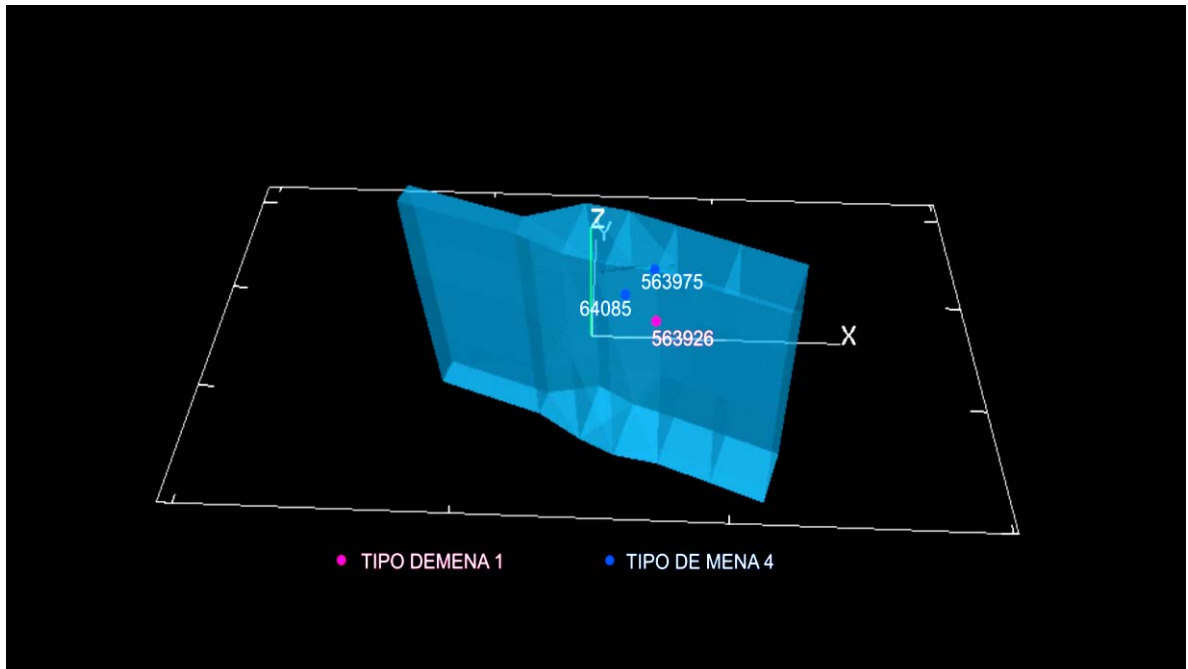 Z
Y
563975
64085
563926
X
TIPO DEMENA 1
TIPO DE MENA 4